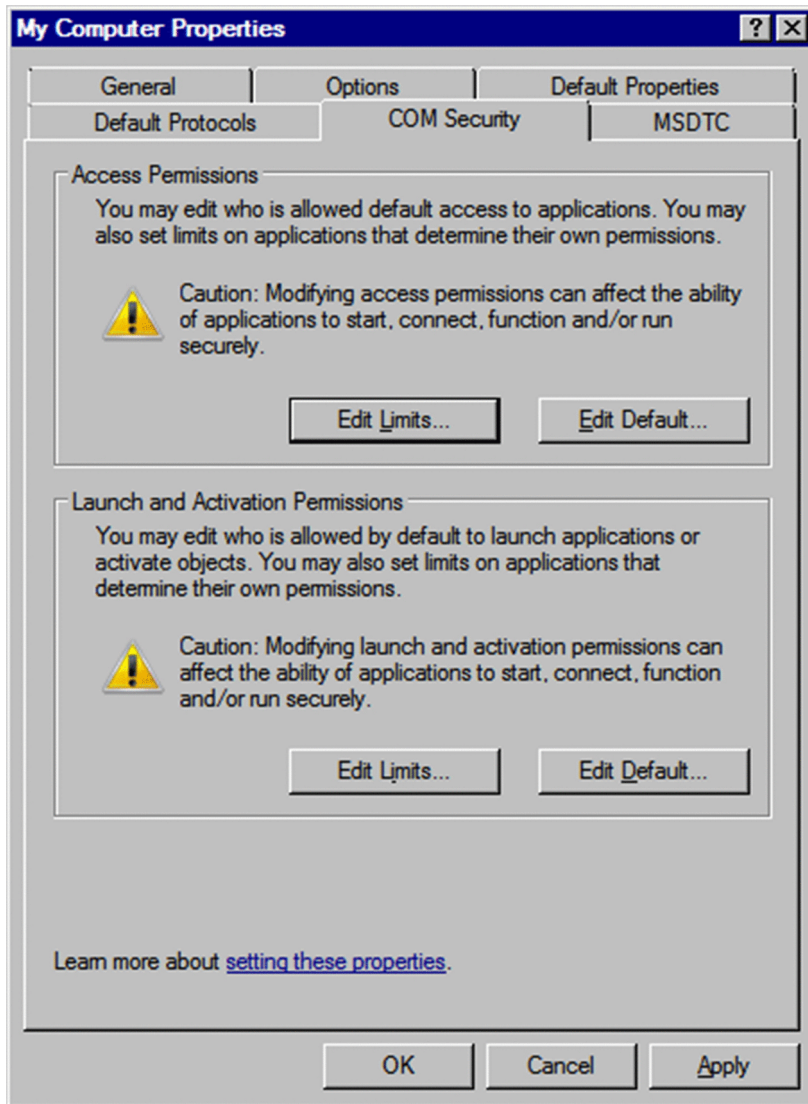 My Computer Properties
General Options Default Properties
Default Protocols COM Security MSDTC
Access Permissions
You may edit who is allowed default access to applications. You may
also set limits on applications that determine their own permissions.
Caution: Modifying access permissions can affect the ability
of applications to start, connect, function and/or run
securely.
Edit Limits... Edit Default...
Launch and Activation Permissions
You may edit who is allowed by default to launch applications or
activate objects. You may also set limits on applications that
determine their own permissions.
Caution: Modifying launch and activation permissions can
affect the ability of applications to start, connect, function
and/or run securely.
Edit Limits... Edit Default...
Learn more about setting these properties.
OK Cancel Apply